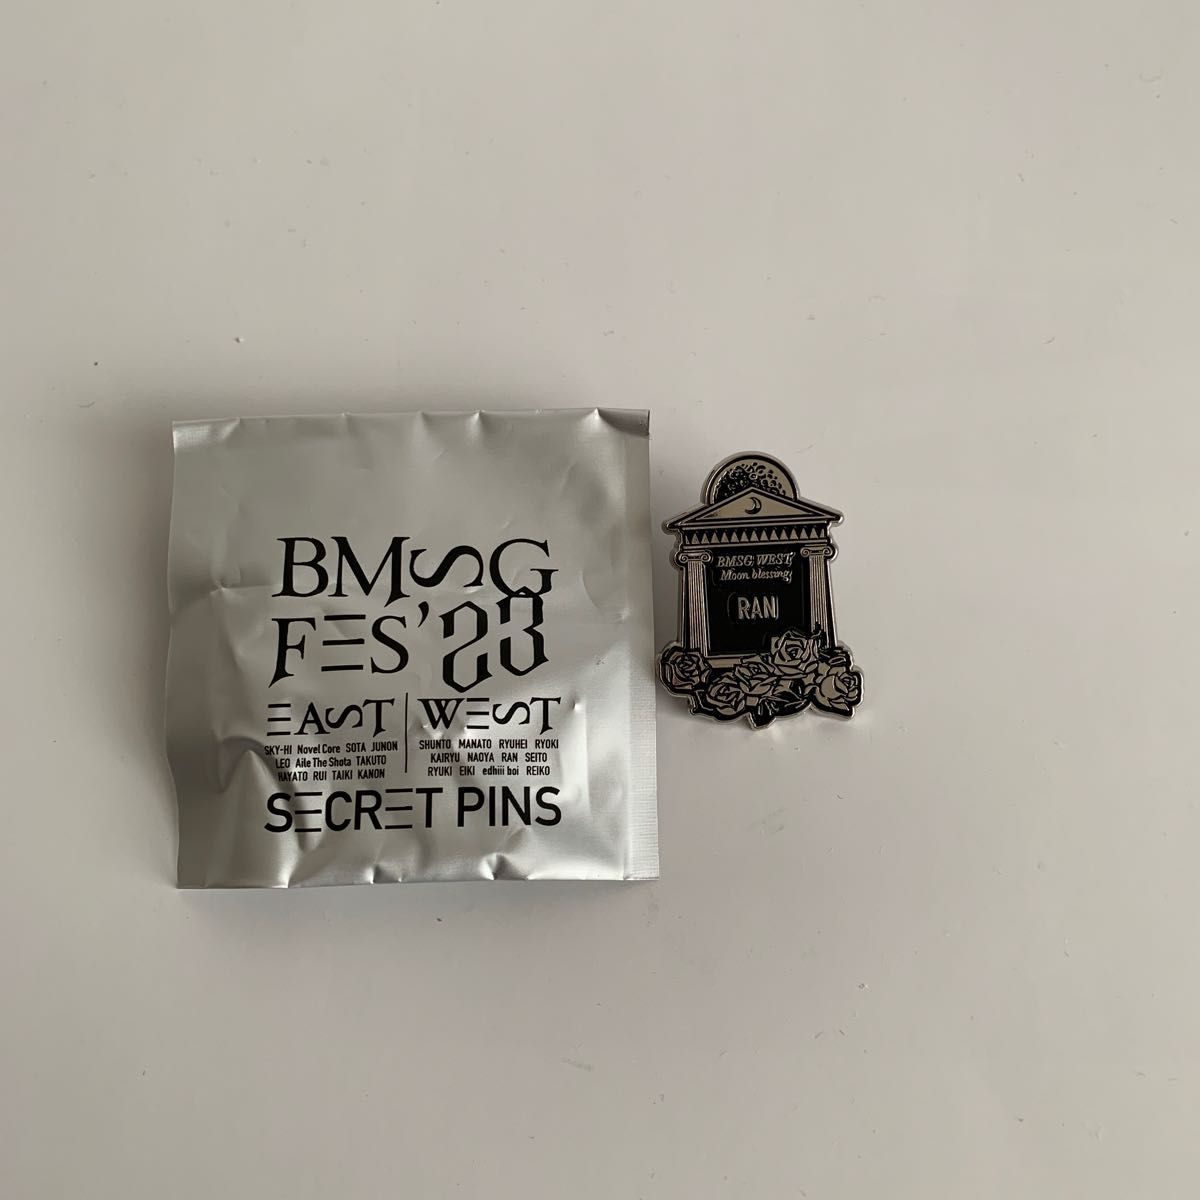 BMSG
FES'23
EAST | WEST
SKY-HI Novel Core SOTA JUNON
LEO Aile The Shota TAKUTO
HAYATO RUI TAIKI KANON
SHUNTO MANATO RYUHEI RYOKI
KAIRYU NAOYA RAN SEITO
RYUKI EIKI edhiii boi REIKO
SECRET PINS
BMSG WEST
Moon blessing
RAN